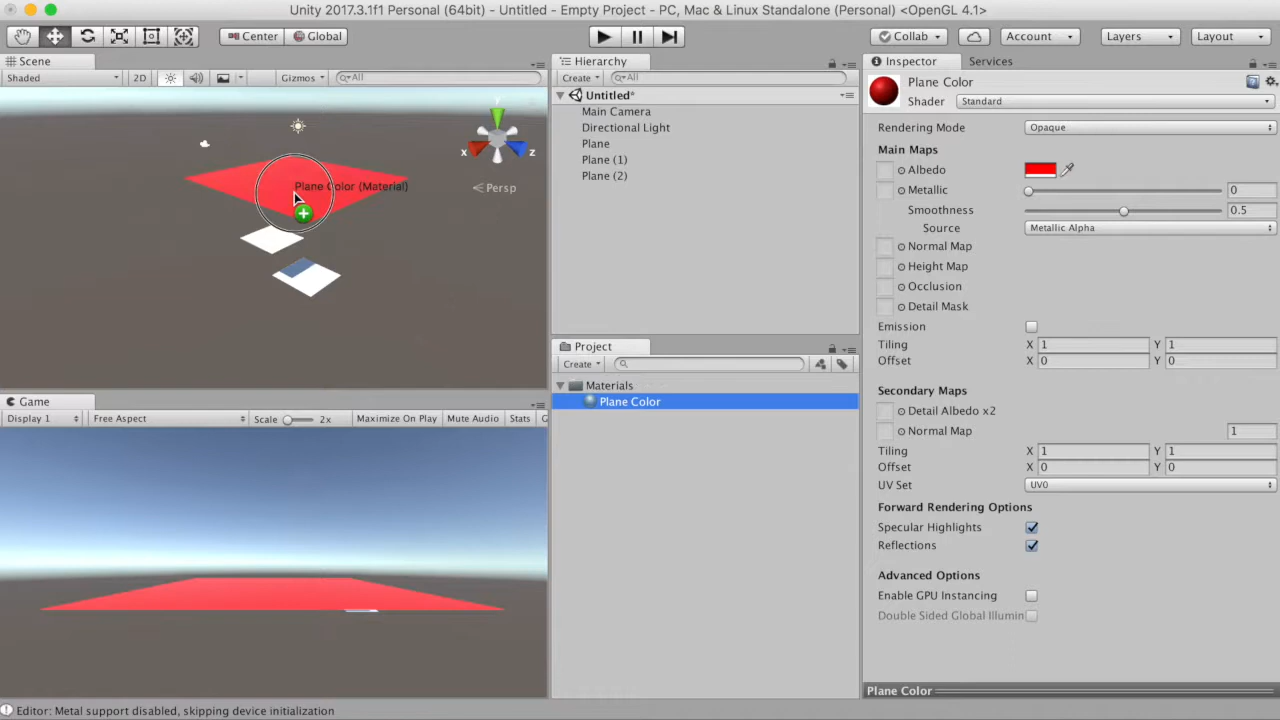 Unity 2017.3.1f1 Personal (64bit) - Untitled - Empty Project - PC, Mac & Linux Standalone (Personal) <OpenGL 4.1>
Center Global Collab Account Layers Layout
Scene
Shaded 2D Gizmos All
Plane Color (Material)
x z
Persp
Hierarchy
Create All
Untitled*
Main Camera
Directional Light
Plane
Plane (1)
Plane (2)
Project
Create
Materials
Plane Color
Inspector Services
Plane Color
Shader Standard
Rendering Mode Opaque
Main Maps
Albedo
Metallic 0
Smoothness 0.5
Source Metallic Alpha
Normal Map
Height Map
Occlusion
Detail Mask
Emission
Tiling X 1 Y 1
Offset X 0 Y 0
Secondary Maps
Detail Albedo x2
Normal Map 1
Tiling X 1 Y 1
Offset X 0 Y 0
UV Set UV0
Forward Rendering Options
Specular Highlights
Reflections
Advanced Options
Enable GPU Instancing
Double Sided Global Illumin
Plane Color
Game
Display 1 Free Aspect Scale 2x Maximize On Play Mute Audio Stats G
Editor: Metal support disabled, skipping device initialization